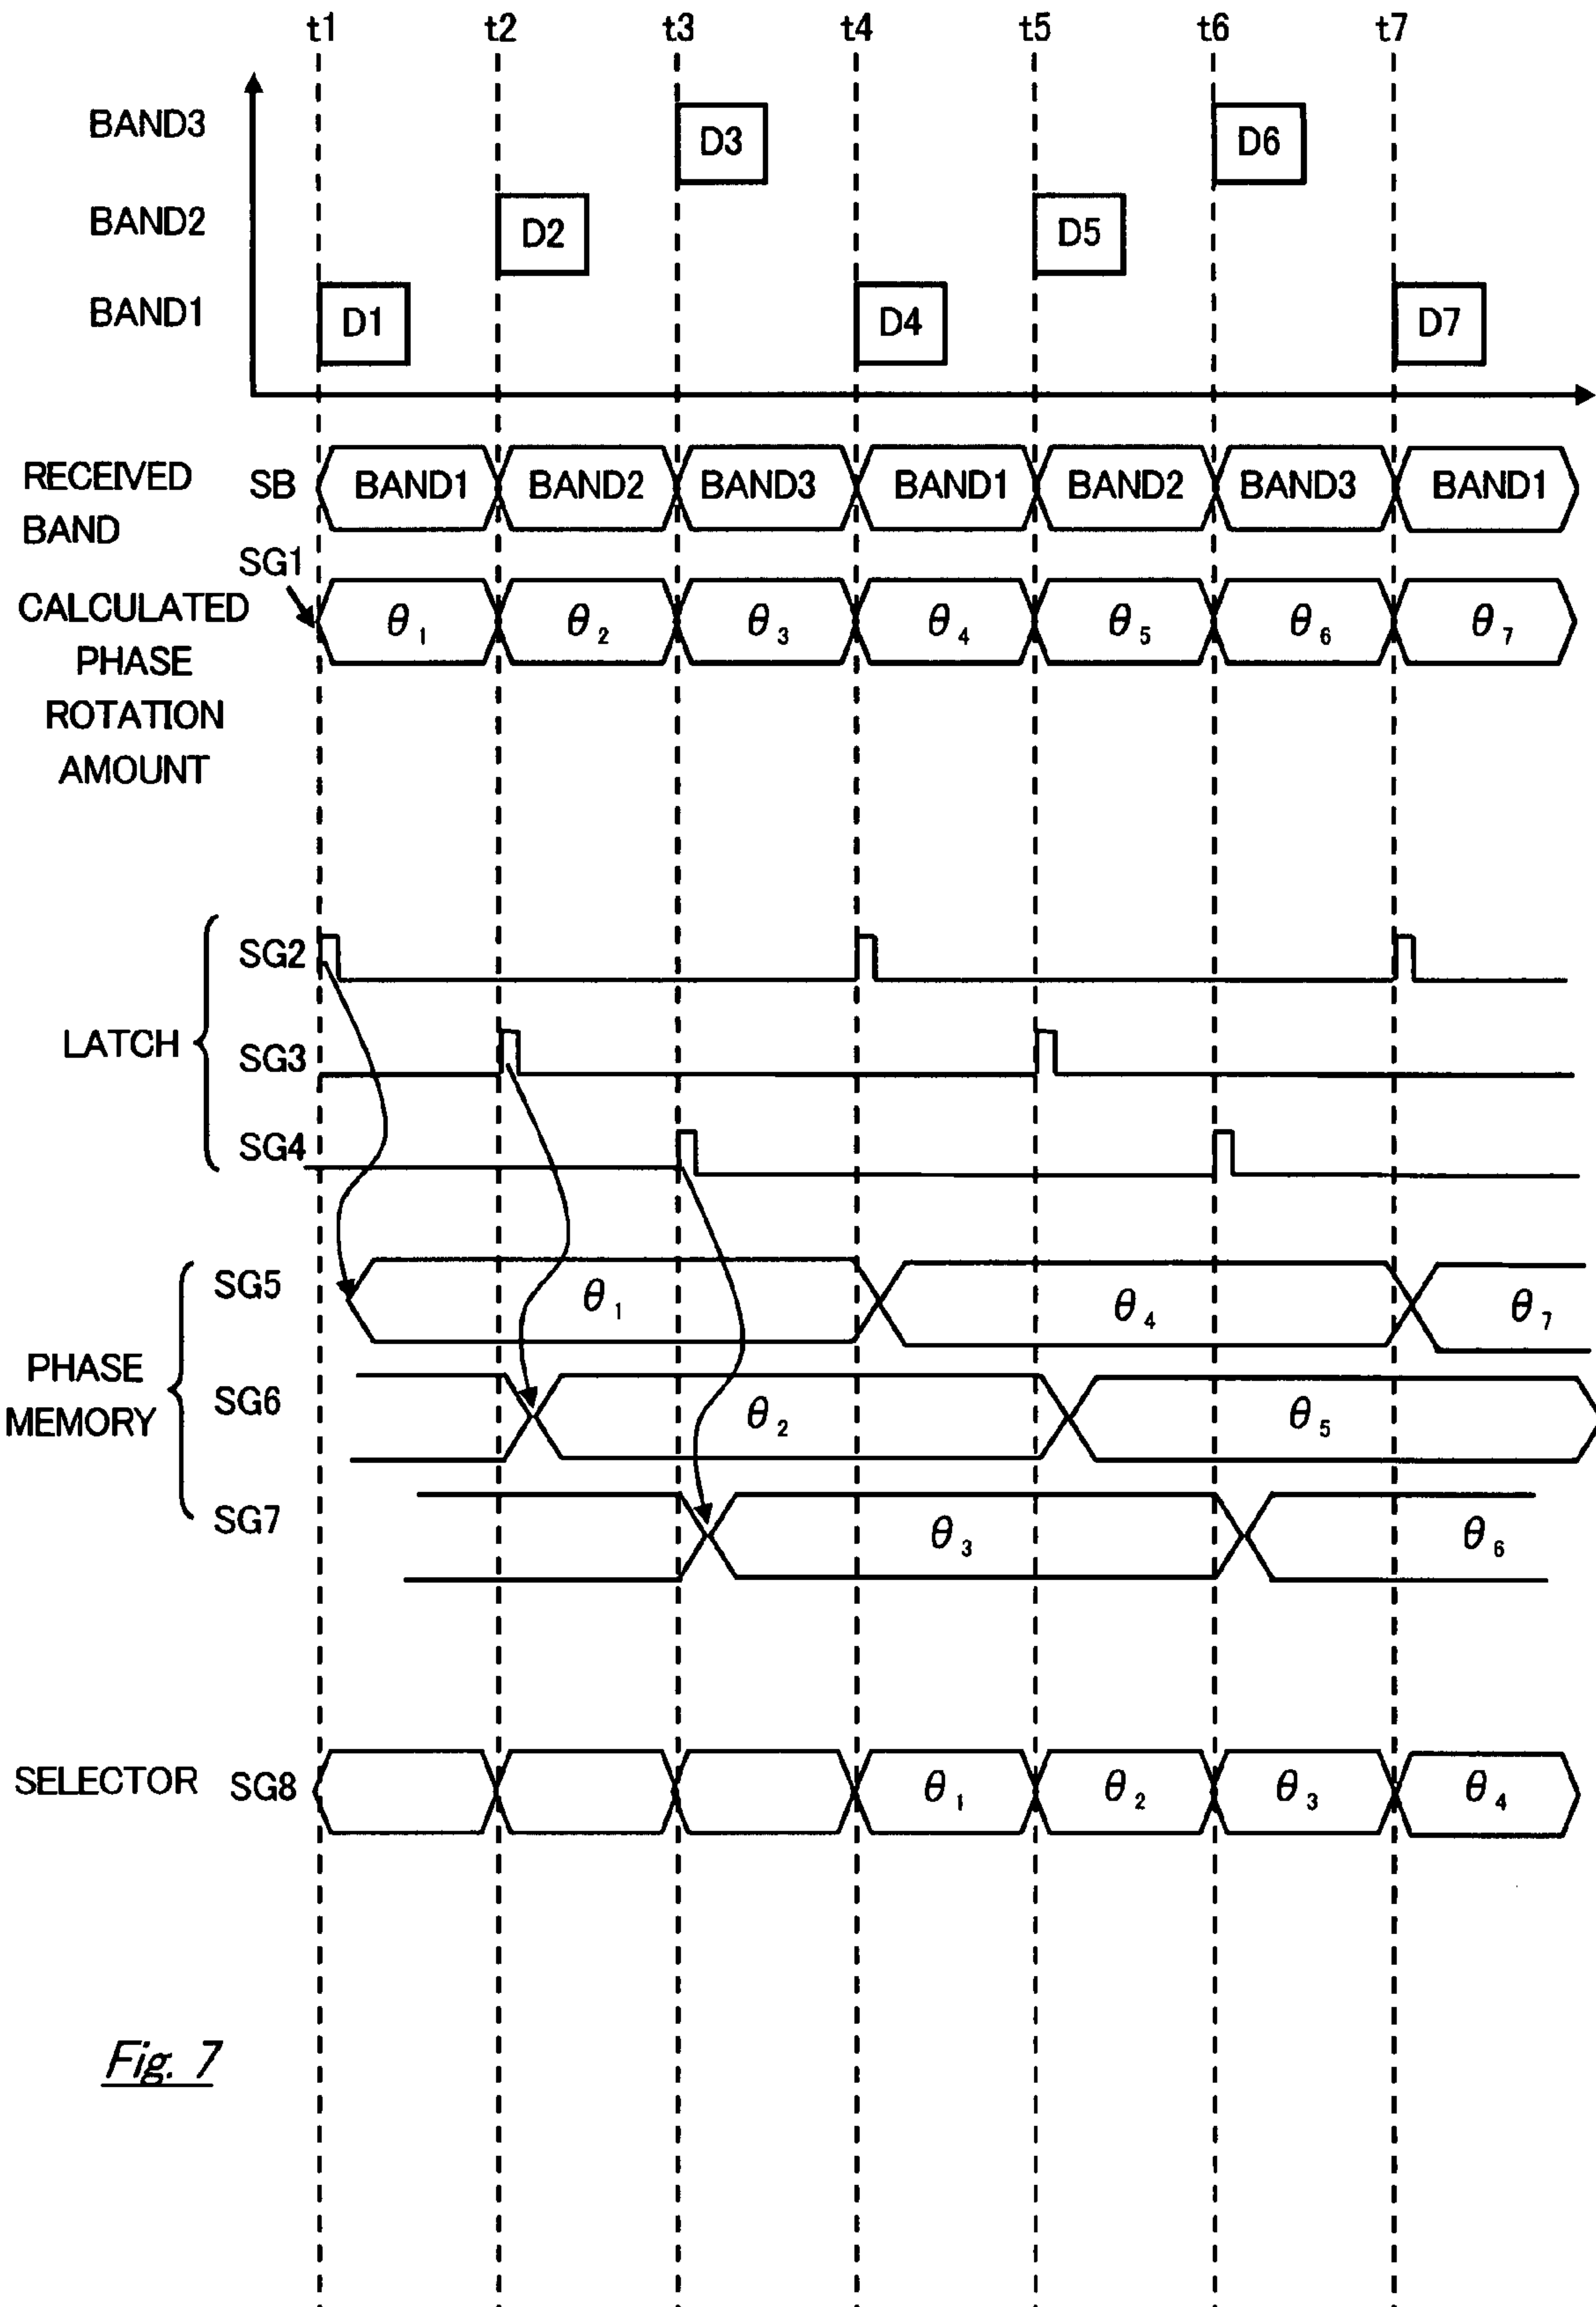 t1 t2 t3 t4 t5 t6 t7
BAND3 D3 D6
BAND2 D2 D5
BAND1 D1 D4 D7
RECEIVED BAND SB BAND1 BAND2 BAND3 BAND1 BAND2 BAND3 BAND1
SG1
CALCULATED PHASE ROTATION AMOUNT θ1 θ2 θ3 θ4 θ5 θ6 θ7
LATCH
SG2
SG3
SG4
PHASE MEMORY
SG5 θ1 θ4 θ7
SG6 θ2 θ5
SG7 θ3 θ6
SELECTOR SG8 θ1 θ2 θ3 θ4
Fig. 7